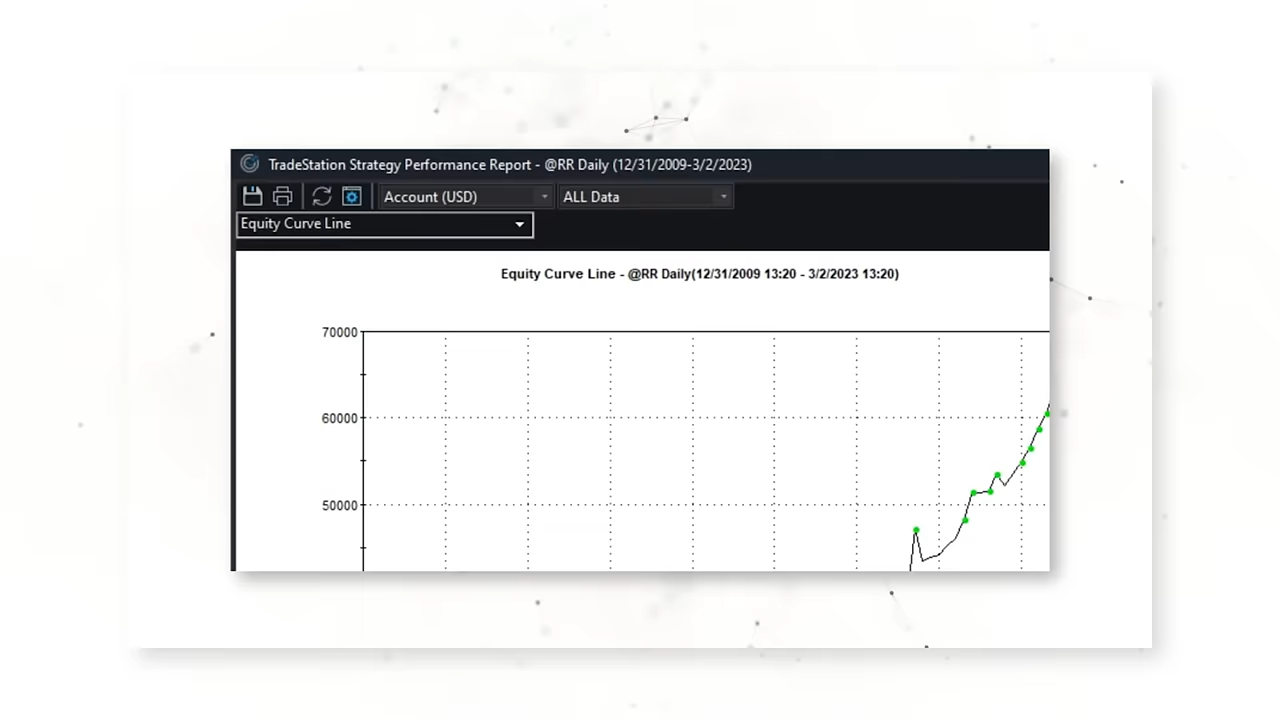 TradeStation Strategy Performance Report - @RR Daily (12/31/2009-3/2/2023)
Account (USD) ALL Data
Equity Curve Line
Equity Curve Line - @RR Daily(12/31/2009 13:20 - 3/2/2023 13:20)
70000
60000
50000